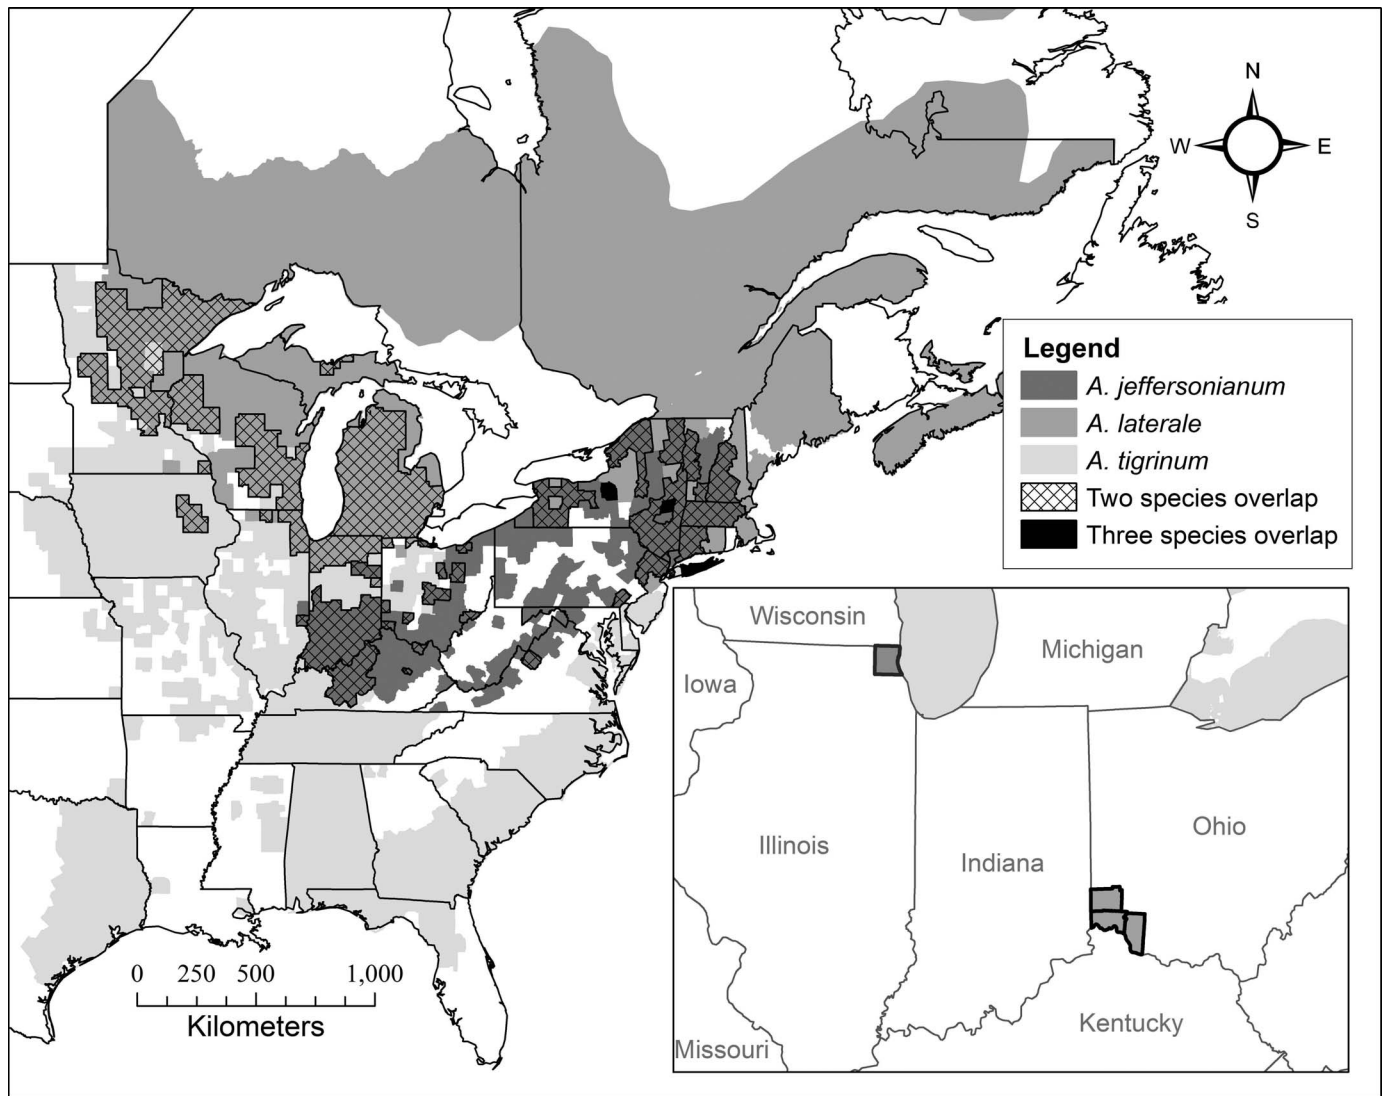 N
W E
S
Legend
A. jeffersonianum
A. laterale
A. tigrinum
Two species overlap
Three species overlap
Wisconsin
Michigan
Iowa
Illinois
Indiana
Ohio
Kentucky
Missouri
0 250 500 1,000
Kilometers